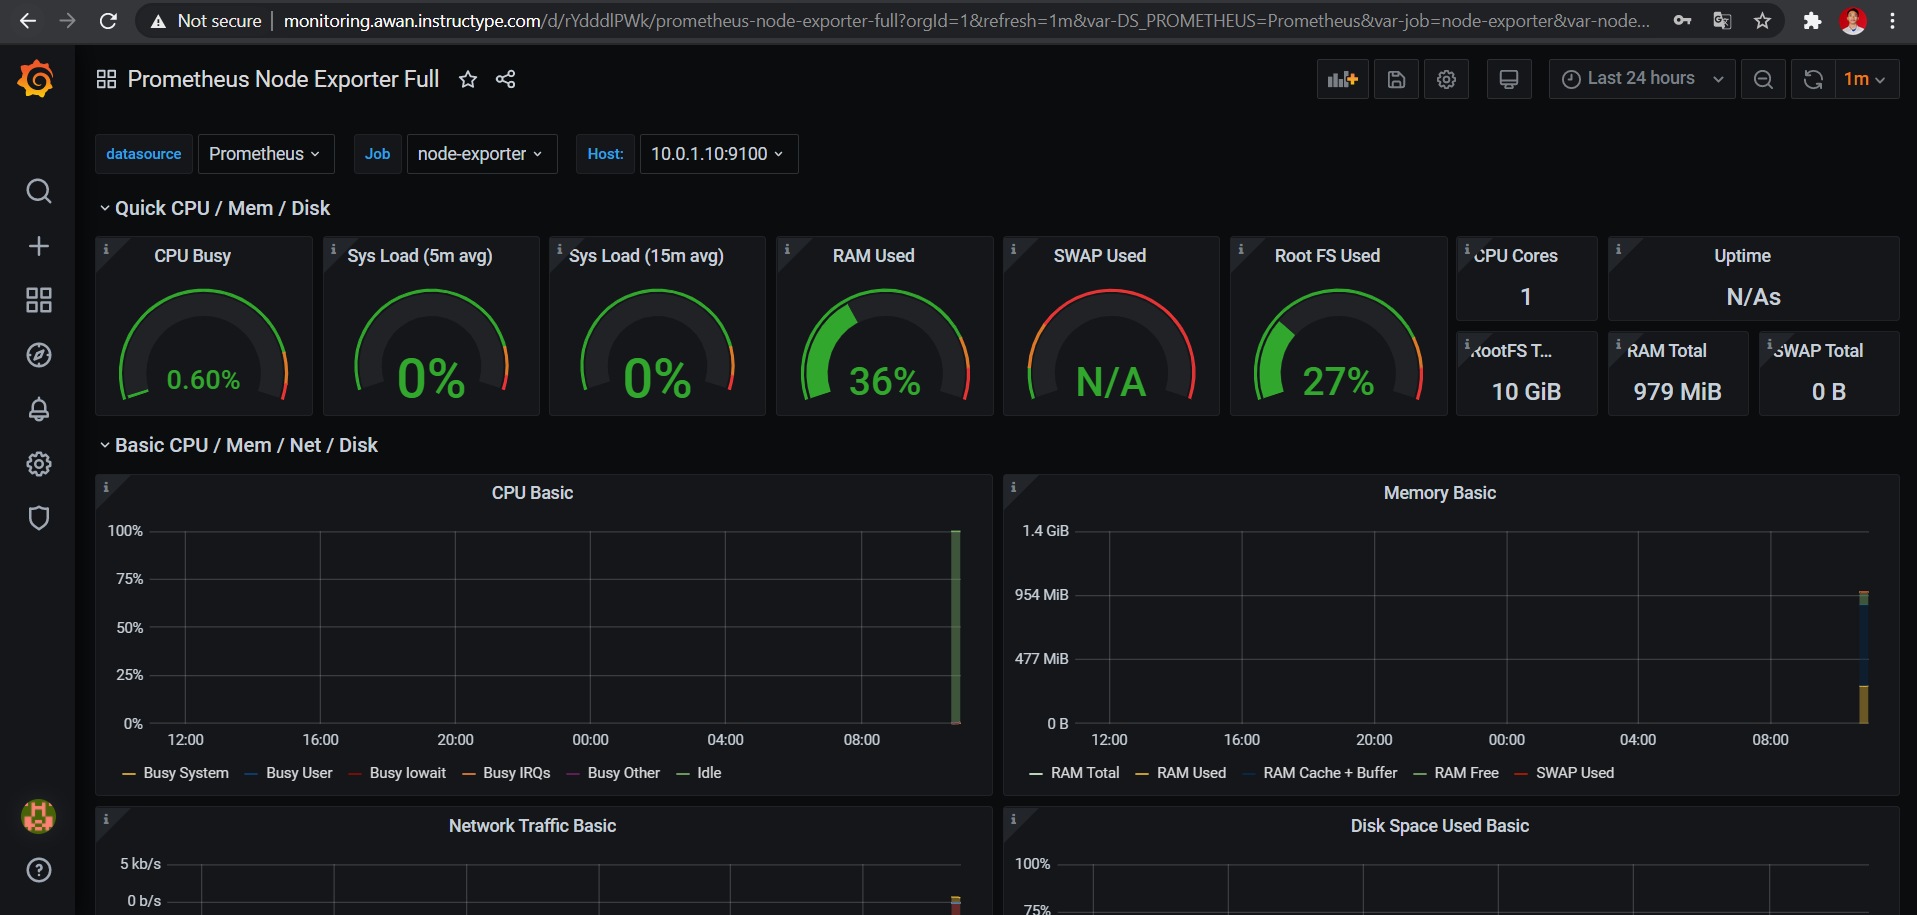 Not secure | monitoring.awan.instructype.com/d/rYdddlPWk/prometheus-node-exporter-full?orgId=1&refresh=1m&var-DS_PROMETHEUS=Prometheus&var-job=node-exporter&var-node...
Prometheus Node Exporter Full
Last 24 hours
1m
datasource Prometheus Job node-exporter Host: 10.0.1.10:9100
Quick CPU / Mem / Disk
CPU Busy
0.60%
Sys Load (5m avg)
0%
Sys Load (15m avg)
0%
RAM Used
36%
SWAP Used
N/A
Root FS Used
27%
CPU Cores
1
Uptime
N/As
RootFS T...
10 GiB
RAM Total
979 MiB
SWAP Total
0 B
Basic CPU / Mem / Net / Disk
CPU Basic
100%
75%
50%
25%
0%
12:00 16:00 20:00 00:00 04:00 08:00
Busy System Busy User Busy Iowait Busy IRQs Busy Other Idle
Memory Basic
1.4 GiB
954 MiB
477 MiB
0 B
12:00 16:00 20:00 00:00 04:00 08:00
RAM Total RAM Used RAM Cache + Buffer RAM Free SWAP Used
Network Traffic Basic
5 kb/s
0 b/s
Disk Space Used Basic
100%
75%